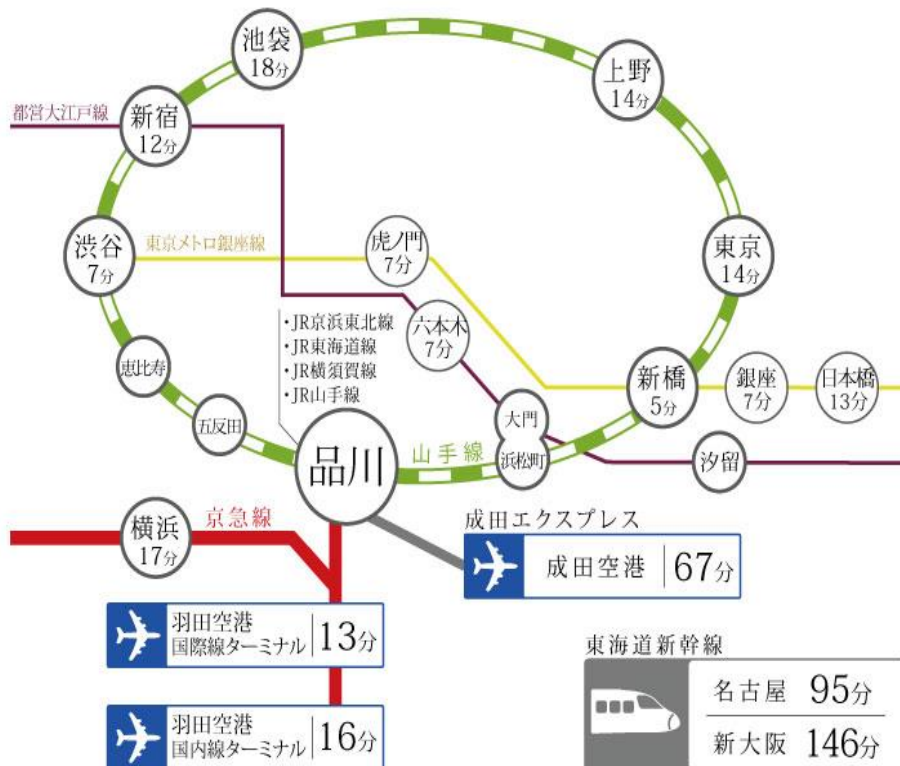 池袋
18分
上野
14分
都営大江戸線
新宿
12分
渋谷
7分
東京メトロ銀座線
虎ノ門
7分
東京
14分
・JR京浜東北線
・JR東海道線
・JR横須賀線
・JR山手線
六本木
7分
恵比寿
新橋
5分
銀座
7分
日本橋
13分
五反田
大門
浜松町
汐留
品川
山手線
横浜
17分
京急線
成田エクスプレス
成田空港 67分
羽田空港
国際線ターミナル 13分
羽田空港
国内線ターミナル 16分
東海道新幹線
名古屋 95分
新大阪 146分